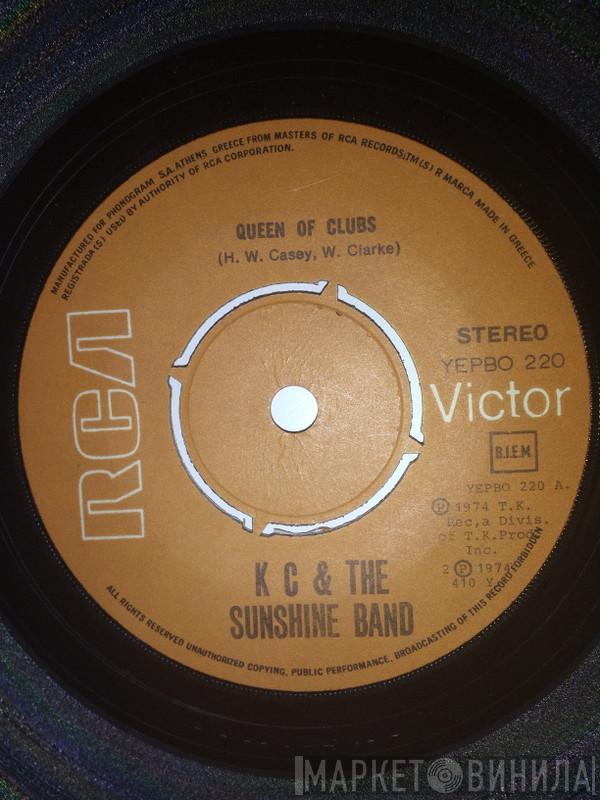 MANUFACTURED FOR PHONOGRAM S.A. ATHENS GREECE FROM MASTERS OF RCA RECORDS,TM(S) R MARCA MADE IN GREECE
REGISTRADA(S) USED BY AUTHORITY OF RCA CORPORATION.
QUEEN OF CLUBS
(H. W. Casey, W. Clarke)
RCA
STEREO
YEPBO 220
Victor
B.I.E.M.
YEPBO 220 A.
Ⓟ 1974 T.K.
Rec,a Divis.
of T.K.Prod.
Inc.
2 Ⓟ 1974
410 Y
K C & THE
SUNSHINE BAND
ALL RIGHTS RESERVED UNAUTHORIZED COPYING, PUBLIC PERFORMANCE, BROADCASTING OF THIS RECORD FORBIDDEN
МАРКЕТ ВИНИЛА